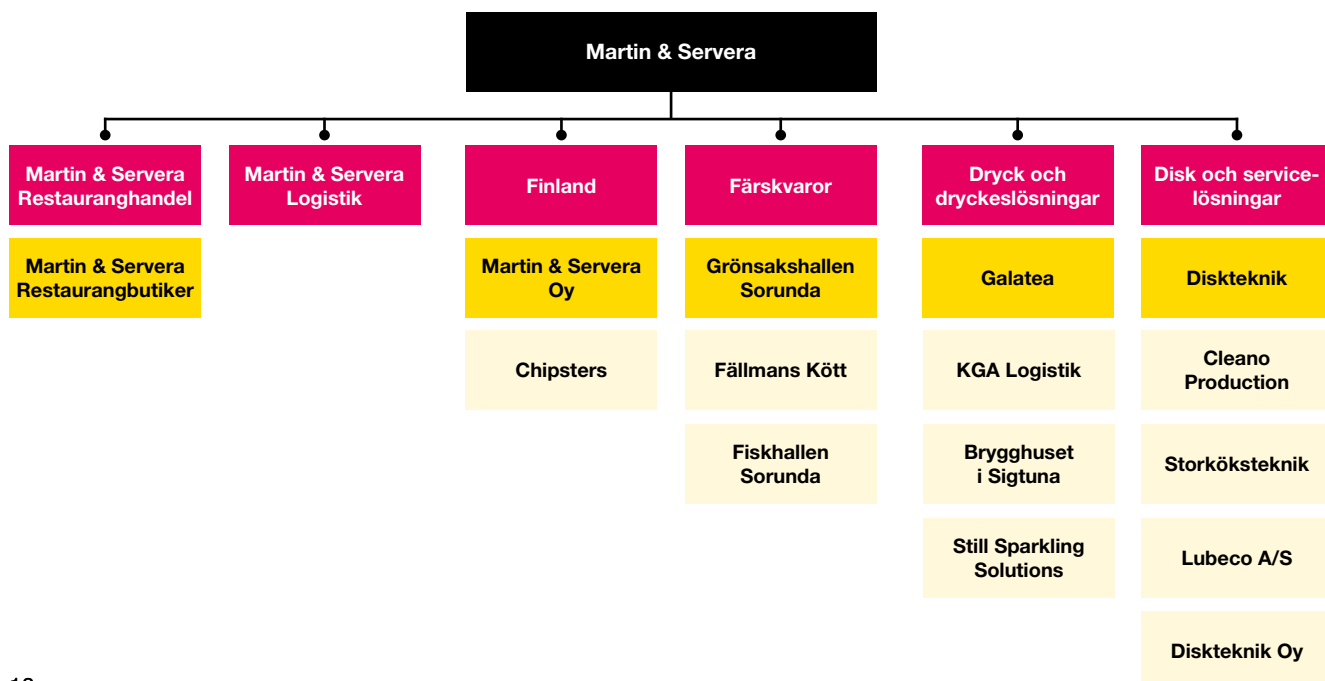 Martin & Servera
Martin & Servera
Restauranghandel
Martin & Servera
Logistik
Finland
Färskvaror
Dryck och
dryckeslösningar
Disk och service-
lösningar
Martin & Servera
Restaurangbutiker
Martin & Servera
Oy
Grönsakshallen
Sorunda
Galatea
Diskteknik
Chipsters
Fällmans Kött
KGA Logistik
Cleano
Production
Fiskhallen
Sorunda
Brygghuset
i Sigtuna
Storköksteknik
Still Sparkling
Solutions
Lubeco A/S
Diskteknik Oy